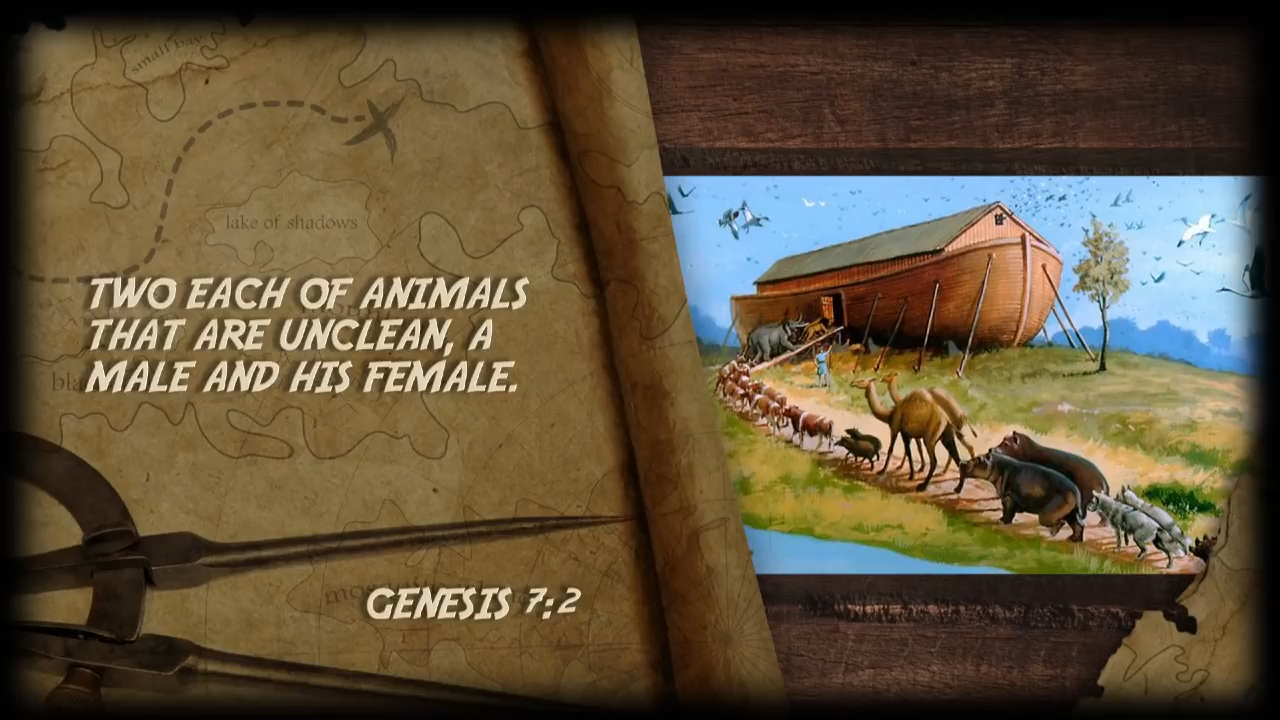 small bay
lake of shadows
TWO EACH OF ANIMALS
THAT ARE UNCLEAN, A
MALE AND HIS FEMALE.
GENESIS 7:2